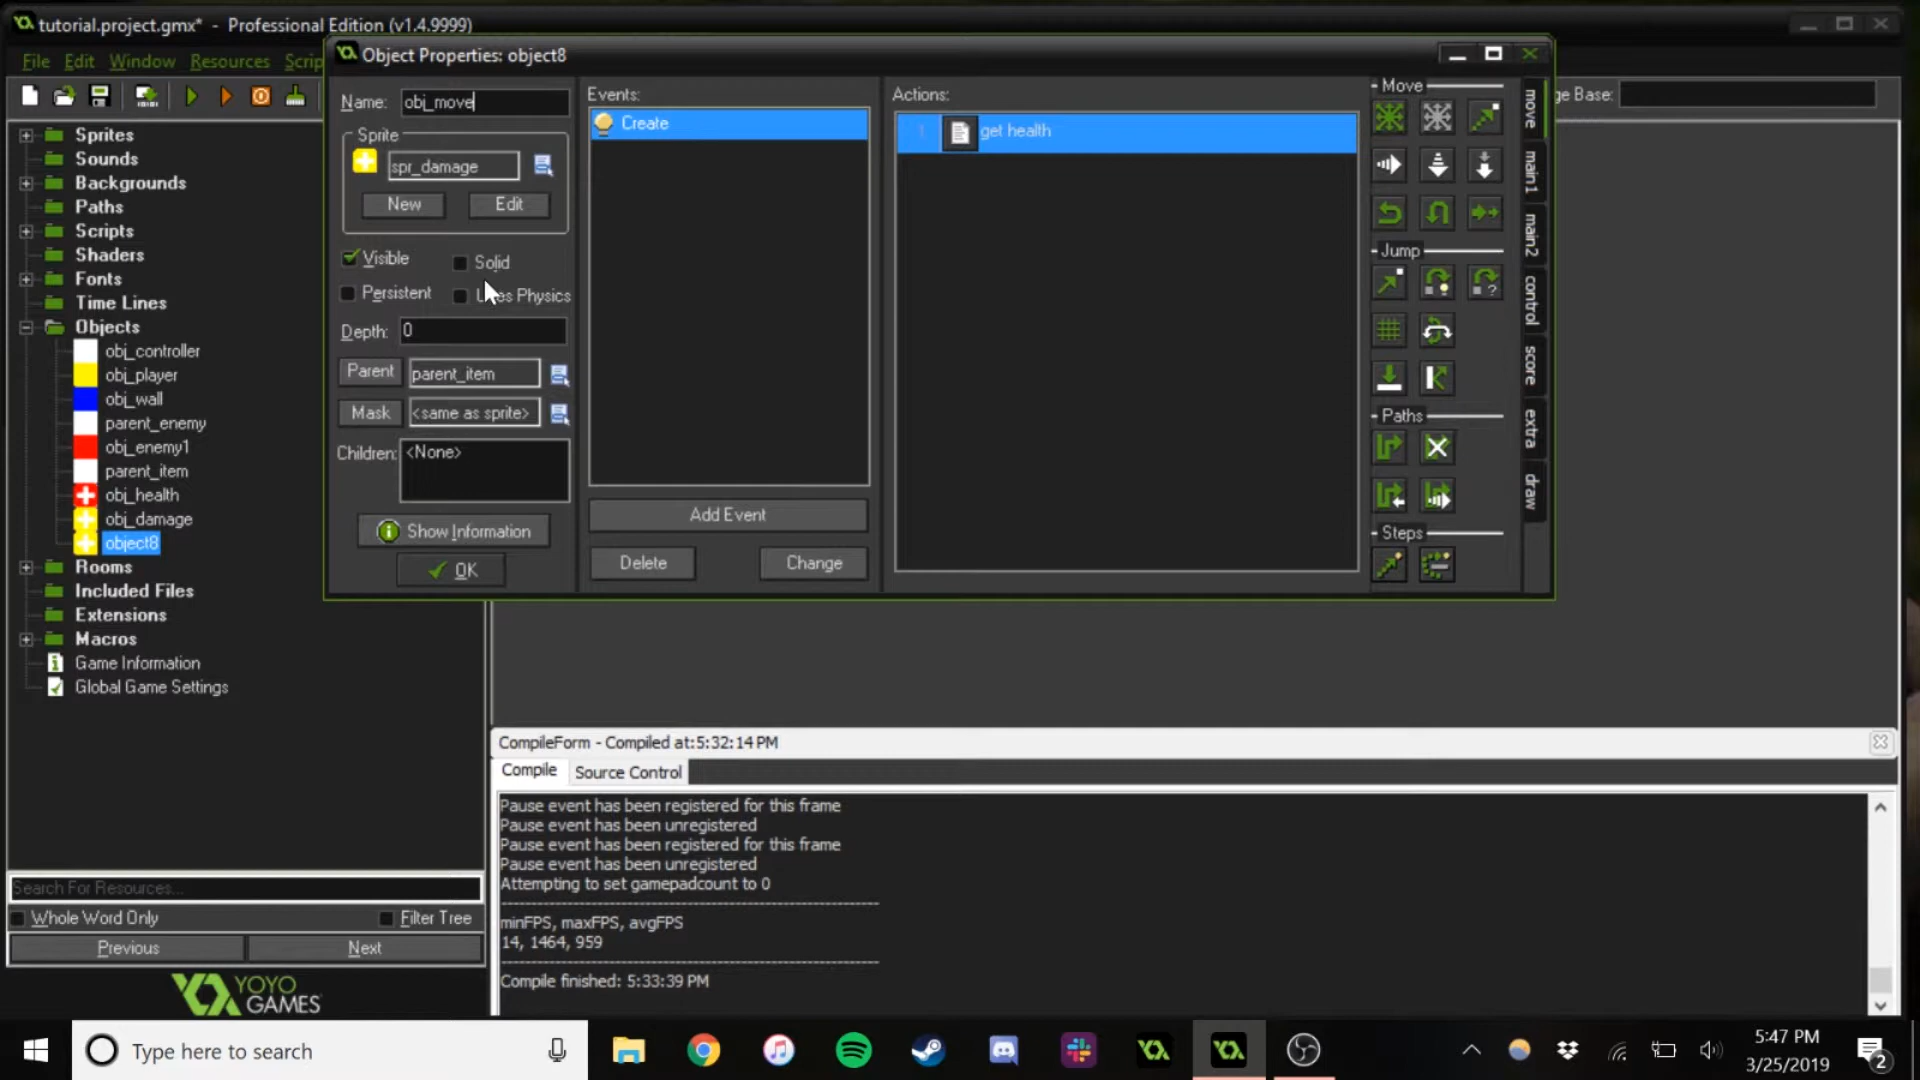 tutorial.project.gmx* - Professional Edition (v1.4.9999)
File Edit Window Resources Scrip
Object Properties: object8
Name: obj_move
Sprite
spr_damage
New Edit
Visible Solid
Persistent Uses Physics
Depth: 0
Parent parent_item
Mask <same as sprite>
Children: <None>
Show Information
OK
Events:
Create
Add Event
Delete Change
Actions:
1 get health
Move
Jump
Paths
Steps
move
main1
main2
control
score
extra
draw
ge Base:
Sprites
Sounds
Backgrounds
Paths
Scripts
Shaders
Fonts
Time Lines
Objects
obj_controller
obj_player
obj_wall
parent_enemy
obj_enemy1
parent_item
obj_health
obj_damage
object8
Rooms
Included Files
Extensions
Macros
Game Information
Global Game Settings
Search For Resources...
Whole Word Only Filter Tree
Previous Next
YOYO
GAMES
CompileForm - Compiled at:5:32:14 PM
Compile Source Control
Pause event has been registered for this frame
Pause event has been unregistered
Pause event has been registered for this frame
Pause event has been unregistered
Attempting to set gamepadcount to 0
minFPS, maxFPS, avgFPS
14, 1464, 959
Compile finished: 5:33:39 PM
Type here to search
5:47 PM
3/25/2019
2